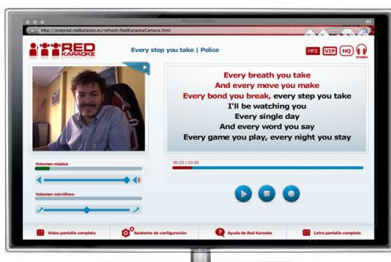 http://preprod.redkaraoke.es/refresh/RedKaraokeCamera.html
RED
KARAOKE
Every step you take | Police
MP3 VIP HQ
Every breath you take
And every move you make
Every bond you break, every step you take
I'll be watching you
Every single day
And every word you say
Every game you play, every night you stay
Volumen música
Volumen micrófono
Vídeo pantalla completa
Asistente de configuración
Ayuda de Red Karaoke
Letra pantalla completa